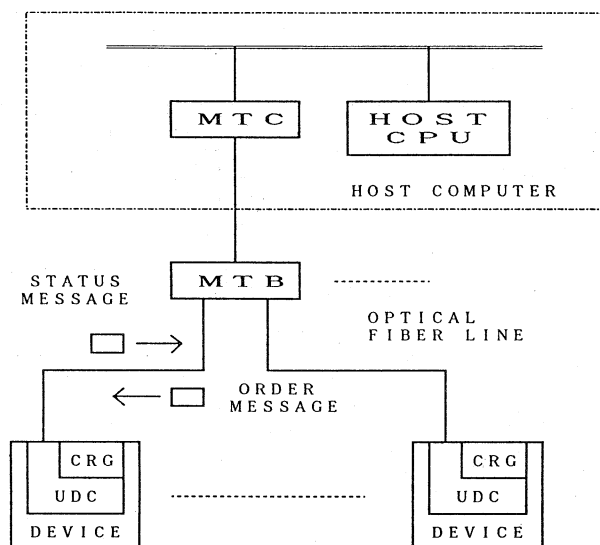 MTC
HOST
CPU
HOST COMPUTER
MTB
STATUS
MESSAGE
OPTICAL
FIBER LINE
ORDER
MESSAGE
CRG
UDC
DEVICE
CRG
UDC
DEVICE